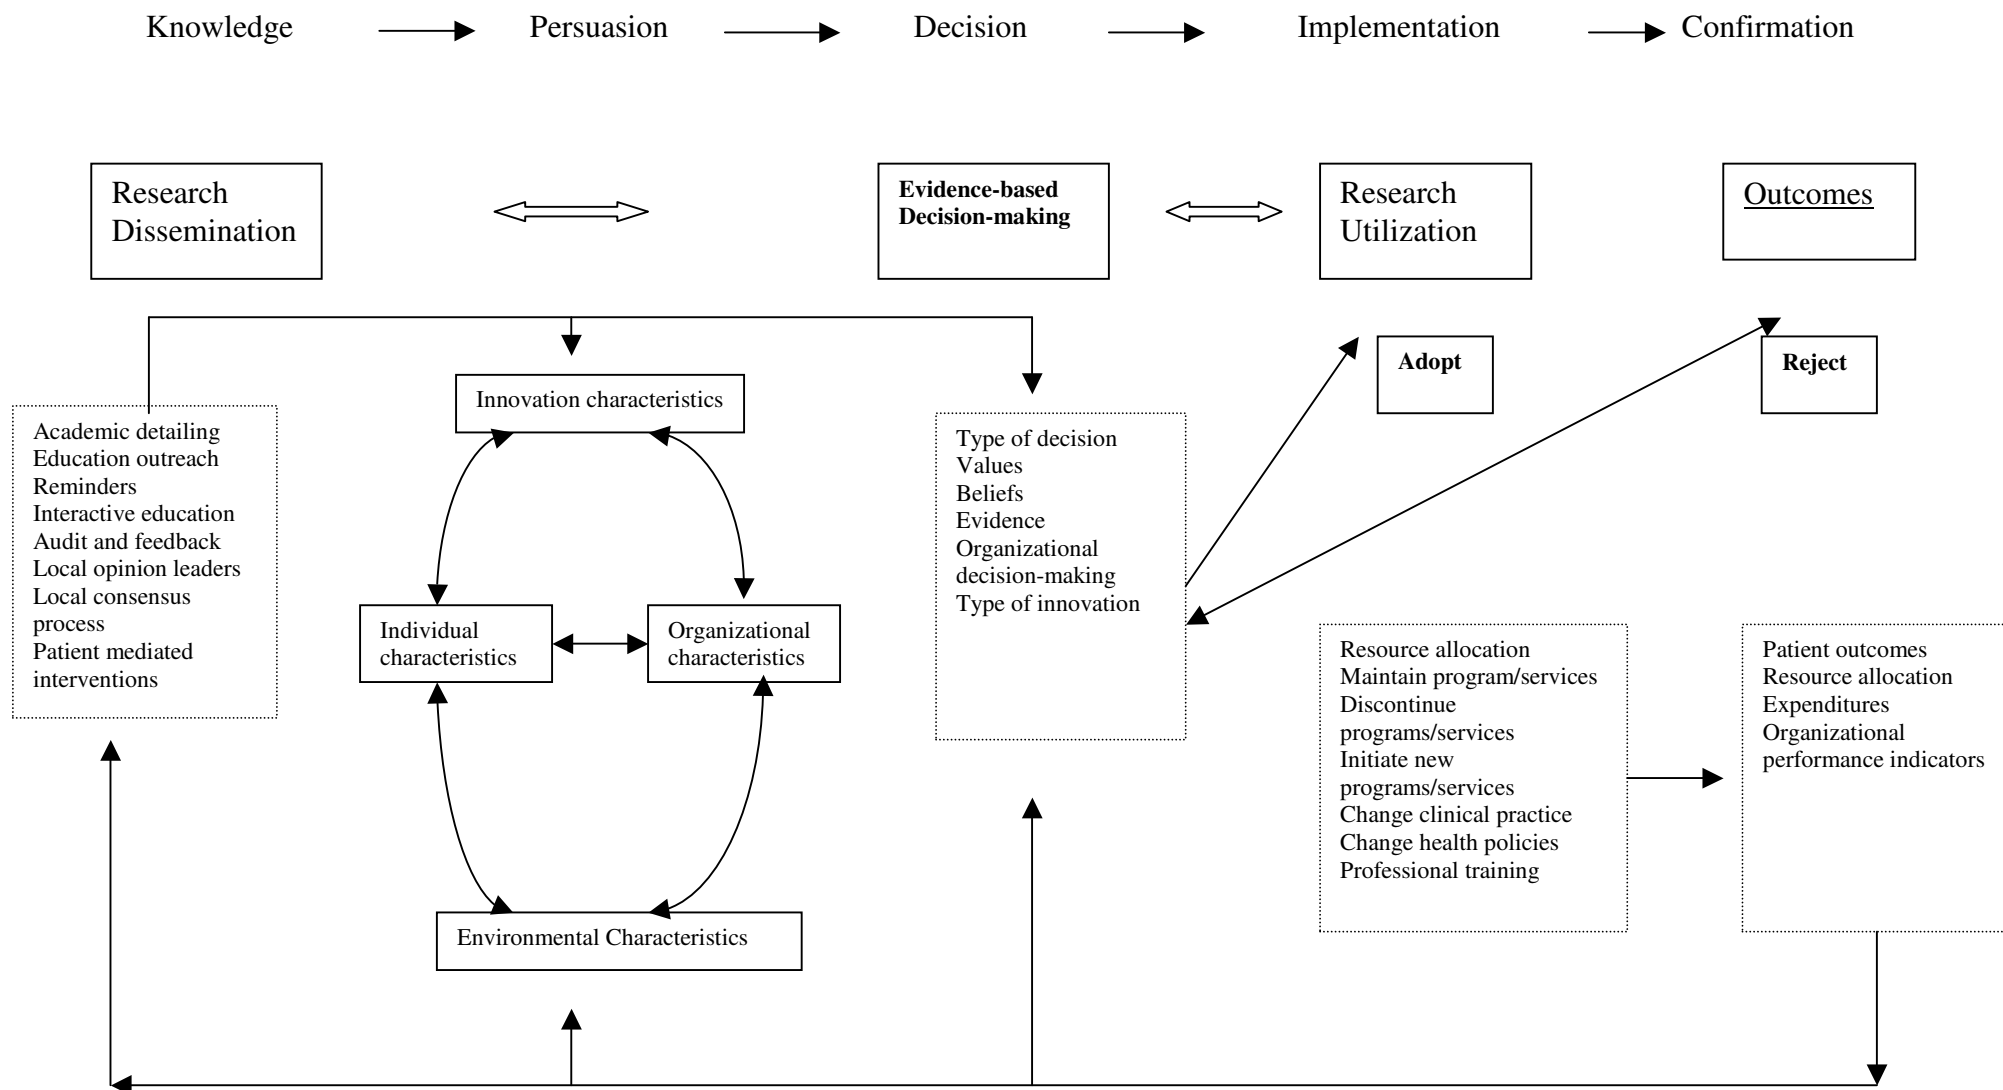 Knowledge
Persuasion
Decision
Implementation
Confirmation
Research
Dissemination
Evidence-based
Decision-making
Research
Utilization
Outcomes
Adopt
Reject
Innovation characteristics
Academic detailing
Education outreach
Reminders
Interactive education
Audit and feedback
Local opinion leaders
Local consensus
process
Patient mediated
interventions
Individual
characteristics
Organizational
characteristics
Environmental Characteristics
Type of decision
Values
Beliefs
Evidence
Organizational
decision-making
Type of innovation
Resource allocation
Maintain program/services
Discontinue
programs/services
Initiate new
programs/services
Change clinical practice
Change health policies
Professional training
Patient outcomes
Resource allocation
Expenditures
Organizational
performance indicators